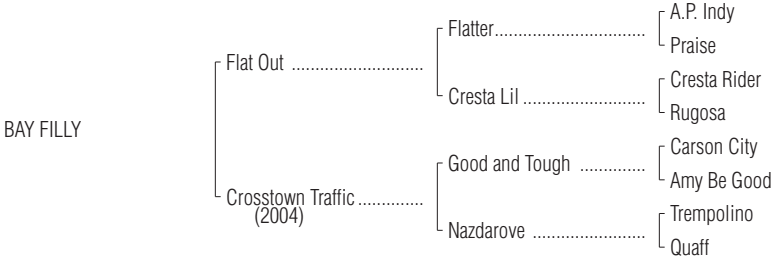 A.P. Indy
Flatter
Praise
Flat Out
Cresta Rider
Cresta Lil
Rugosa
BAY FILLY
Carson City
Good and Tough
Amy Be Good
Crosstown Traffic
(2004)
Trempolino
Nazdarove
Quaff